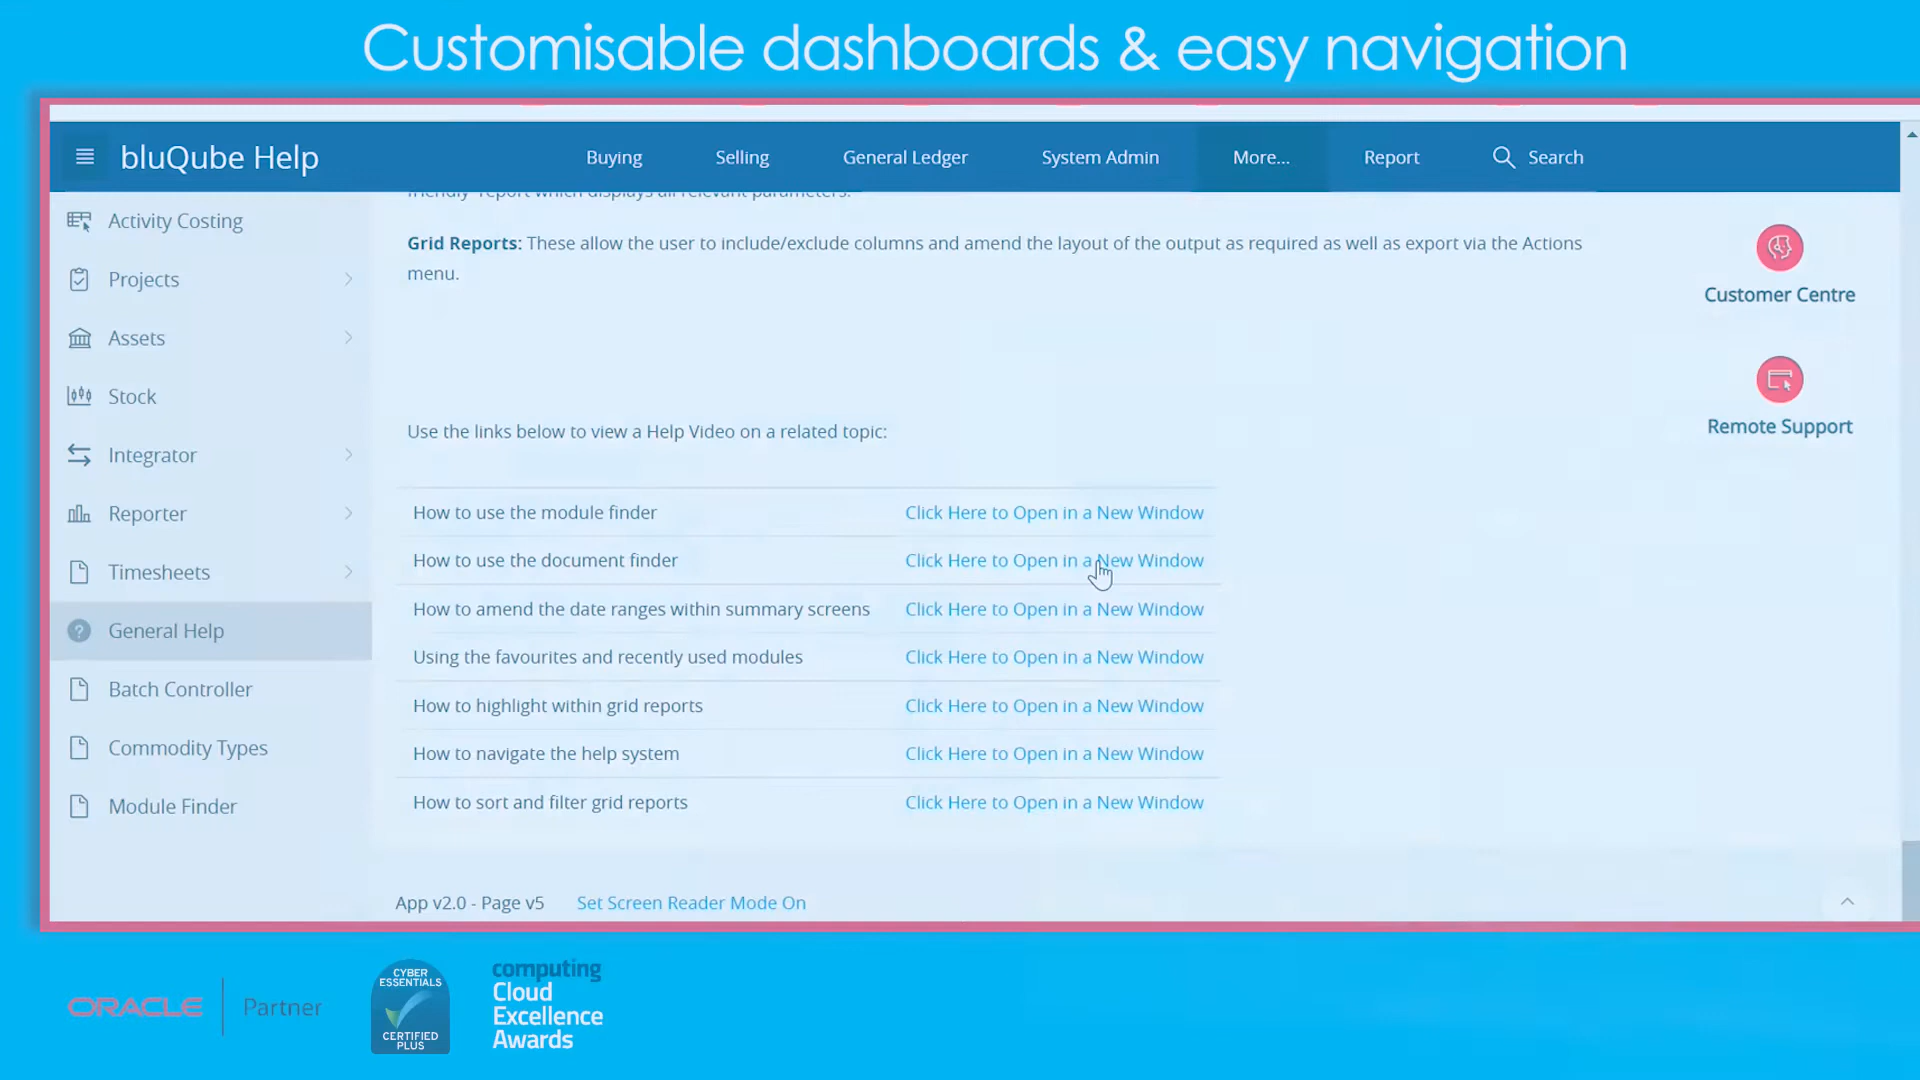 Customisable dashboards & easy navigation
bluQube Help
Buying
Selling
General Ledger
System Admin
More...
Report
Search
friendly report which displays all relevant parameters.
Activity Costing
Projects
Assets
Stock
Integrator
Reporter
Timesheets
General Help
Batch Controller
Commodity Types
Module Finder
Grid Reports: These allow the user to include/exclude columns and amend the layout of the output as required as well as export via the Actions
menu.
Customer Centre
Remote Support
Use the links below to view a Help Video on a related topic:
How to use the module finder Click Here to Open in a New Window
How to use the document finder Click Here to Open in a New Window
How to amend the date ranges within summary screens Click Here to Open in a New Window
Using the favourites and recently used modules Click Here to Open in a New Window
How to highlight within grid reports Click Here to Open in a New Window
How to navigate the help system Click Here to Open in a New Window
How to sort and filter grid reports Click Here to Open in a New Window
App v2.0 - Page v5 Set Screen Reader Mode On
ORACLE Partner
CYBER
ESSENTIALS
CERTIFIED
PLUS
computing
Cloud
Excellence
Awards